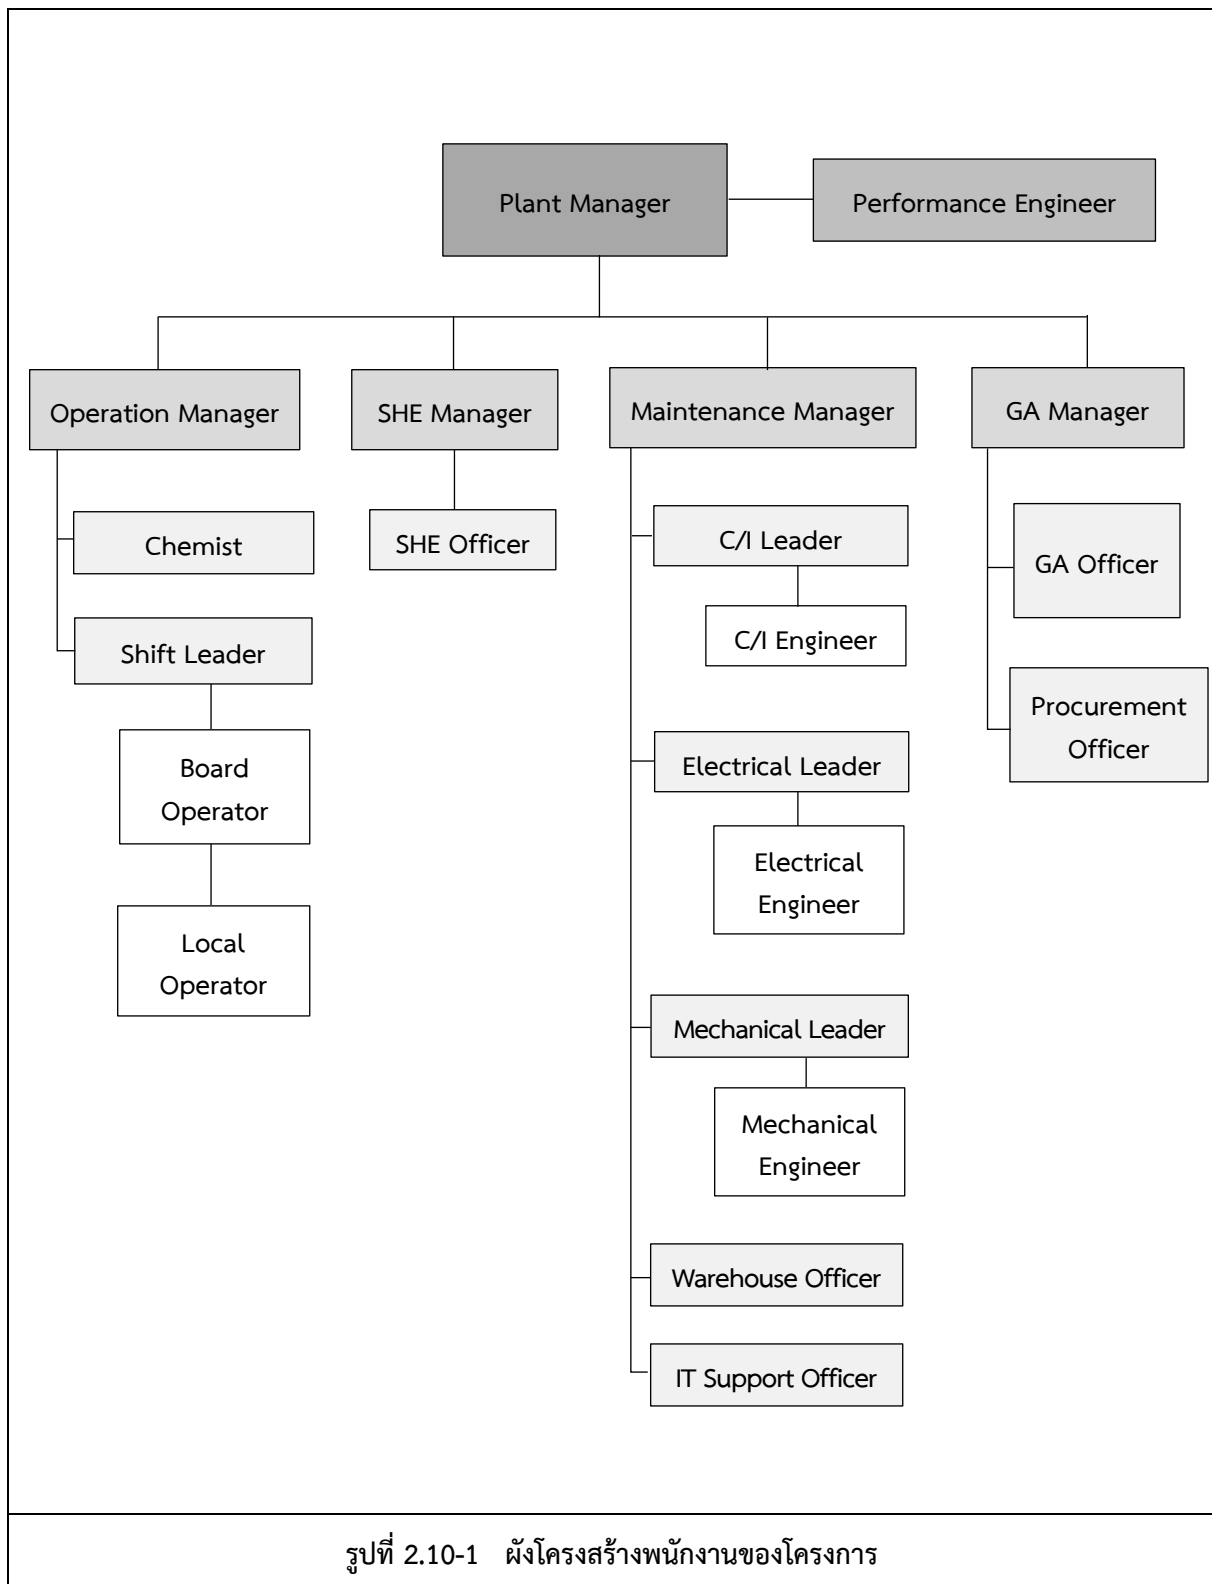 Plant Manager
Performance Engineer
Operation Manager
SHE Manager
Maintenance Manager
GA Manager
Chemist
Shift Leader
Board
Operator
Local
Operator
SHE Officer
C/I Leader
C/I Engineer
Electrical Leader
Electrical
Engineer
Mechanical Leader
Mechanical
Engineer
Warehouse Officer
IT Support Officer
GA Officer
Procurement
Officer
รูปที่ 2.10-1 ผังโครงสร้างพนักงานของโครงการ